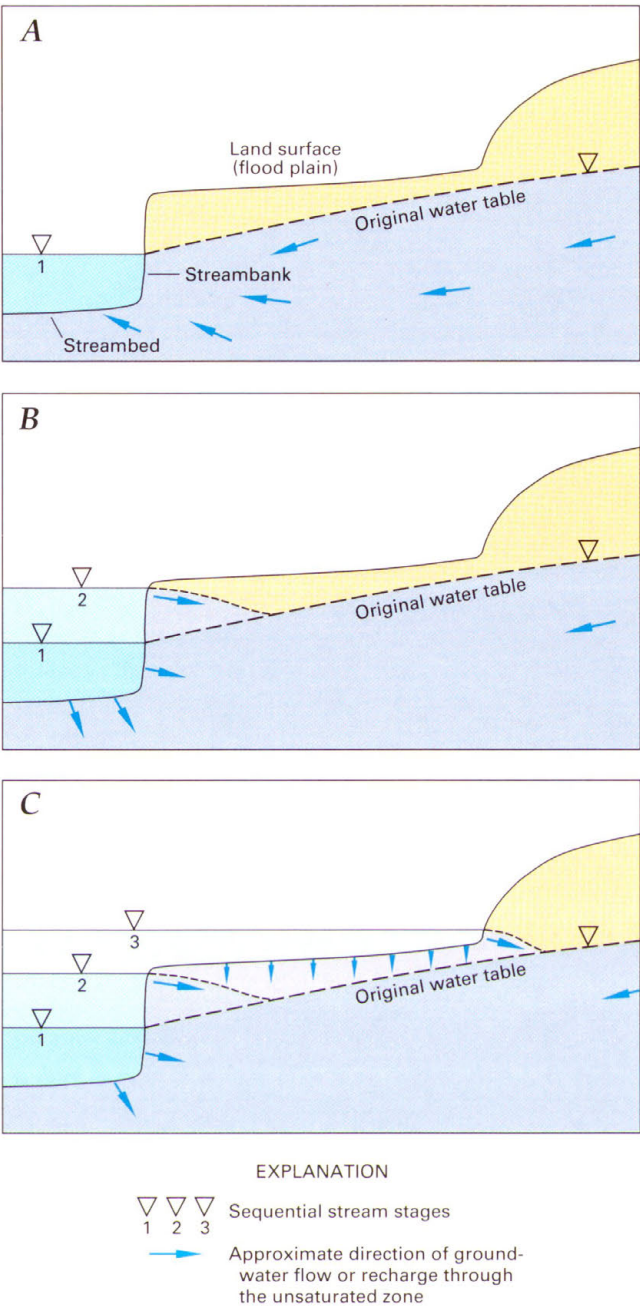 A
Land surface
(flood plain)
Original water table
1
Streambank
Streambed
B
2
Original water table
1
C
3
2
Original water table
1
EXPLANATION
1 2 3 Sequential stream stages
Approximate direction of ground-
water flow or recharge through
the unsaturated zone